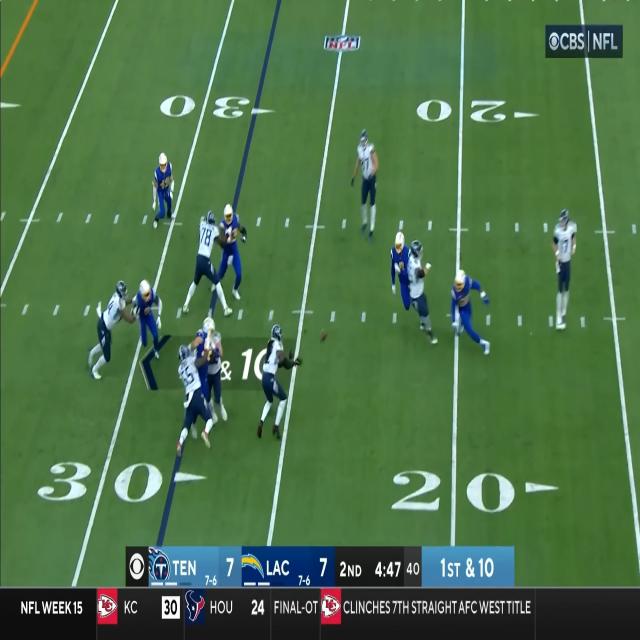 CBS NFL
NFL
30 20
78
& 10
30 20
TEN 7-6 7 LAC 7-6 7 2ND 4:47 40 1ST & 10
NFL WEEK 15 KC 30 HOU 24 FINAL-OT CLINCHES 7TH STRAIGHT AFC WEST TITLE